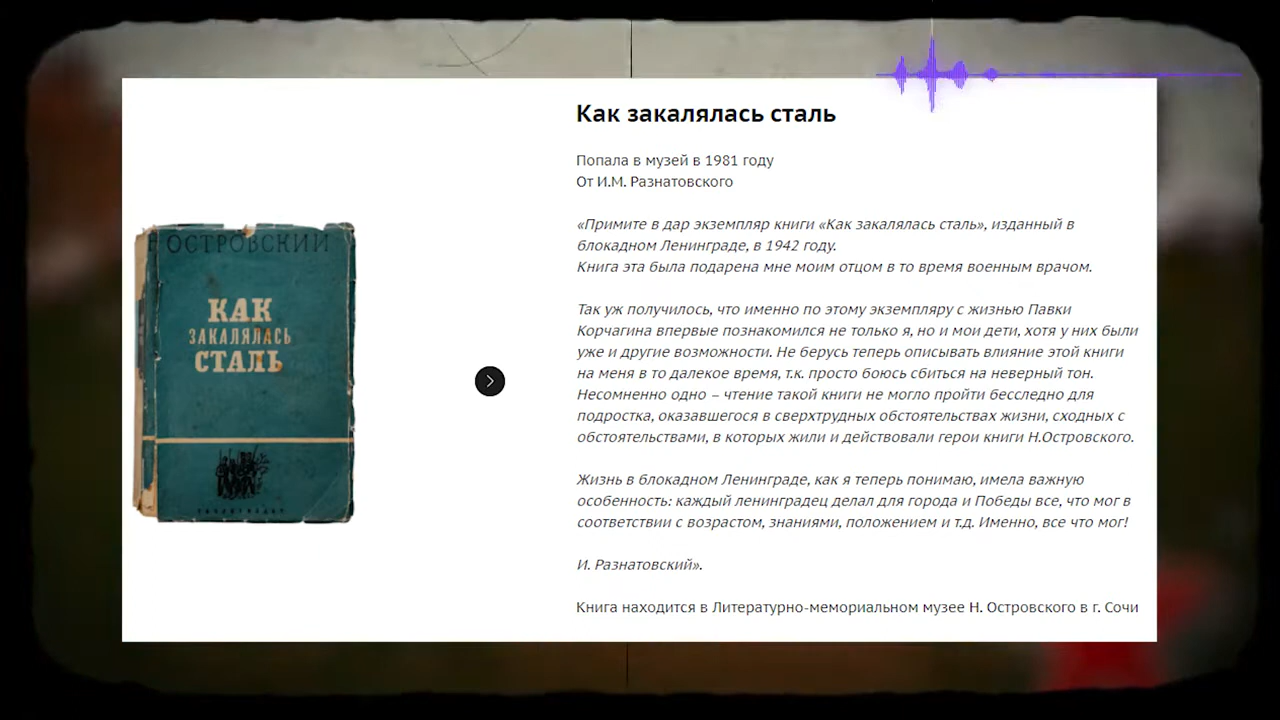 ОСТРОВСКИЙ
КАК
ЗАКАЛЯЛАСЬ
СТАЛЬ
Как закалялась сталь
Попала в музей в 1981 году
От И.М. Разнатовского
«Примите в дар экземпляр книги «Как закалялась сталь», изданный в
блокадном Ленинграде, в 1942 году.
Книга эта была подарена мне моим отцом в то время военным врачом.
Так уж получилось, что именно по этому экземпляру с жизнью Павки
Корчагина впервые познакомился не только я, но и мои дети, хотя у них были
уже и другие возможности. Не берусь теперь описывать влияние этой книги
на меня в то далекое время, т.к. просто боюсь сбиться на неверный тон.
Несомненно одно – чтение такой книги не могло пройти бесследно для
подростка, оказавшегося в сверхтрудных обстоятельствах жизни, сходных с
обстоятельствами, в которых жили и действовали герои книги Н.Островского.
Жизнь в блокадном Ленинграде, как я теперь понимаю, имела важную
особенность: каждый ленинградец делал для города и Победы все, что мог в
соответствии с возрастом, знаниями, положением и т.д. Именно, все что мог!
И. Разнатовский».
Книга находится в Литературно-мемориальном музее Н. Островского в г. Сочи